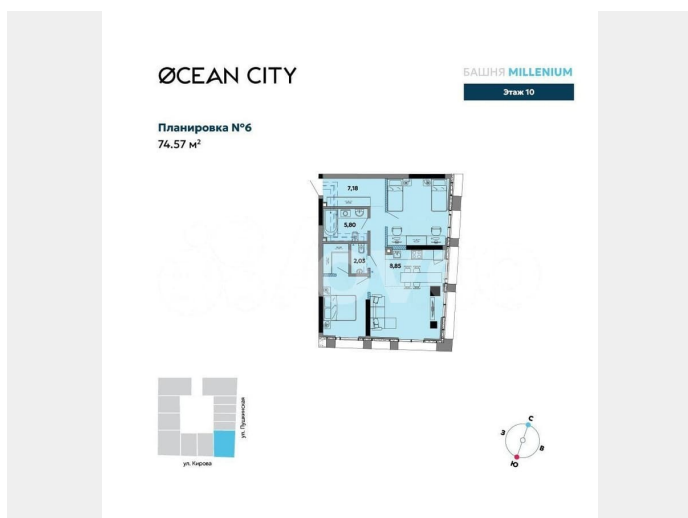 ØCEAN CITY
БАШНЯ MILLENIUM
Этаж 10
Планировка №6
74.57 м²
7,18
5,80
2,03
8,85
ул. Пушкинская
ул. Кирова
С
З
В
Ю